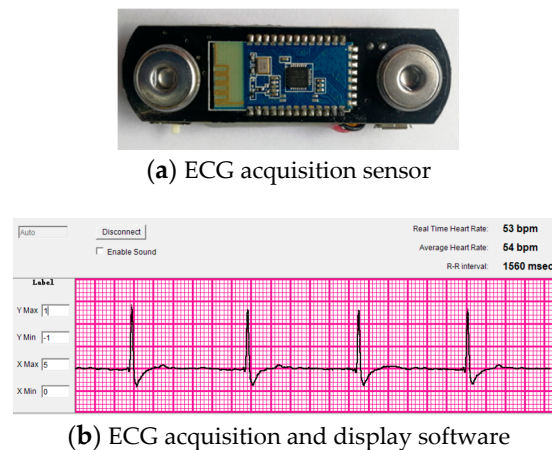 (a) ECG acquisition sensor
Auto
Disconnect
Real Time Heart Rate: 53 bpm
Enable Sound
Average Heart Rate: 54 bpm
R-R interval: 1560 msec
Label
Y Max 1
Y Min -1
X Max 5
X Min 0
(b) ECG acquisition and display software